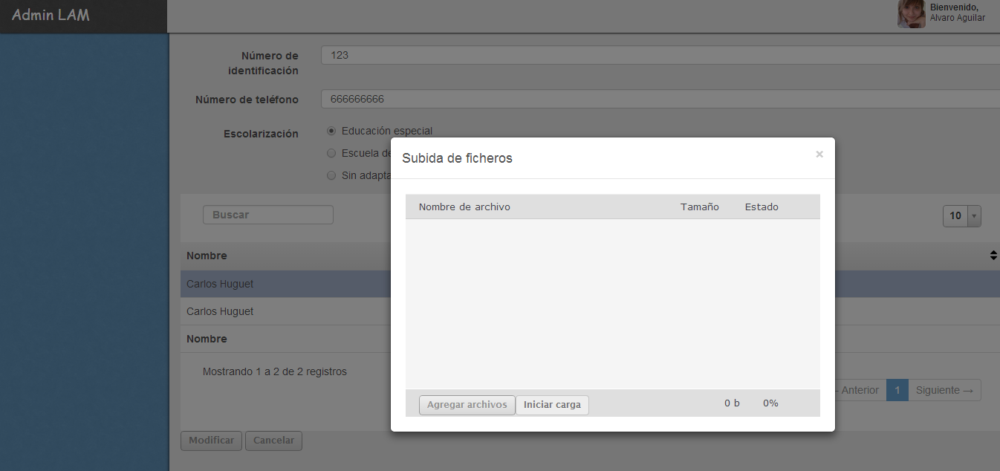 Admin LAM
Bienvenido,
Alvaro Aguilar
Número de
identificación
123
Número de teléfono
666666666
Escolarización
Educación especial
Escuela de
Sin adapta
Subida de ficheros
×
Nombre de archivo Tamaño Estado
Buscar
10
Nombre
Carlos Huguet
Carlos Huguet
Nombre
Mostrando 1 a 2 de 2 registros
Anterior 1 Siguiente →
Agregar archivos Iniciar carga 0 b 0%
Modificar Cancelar